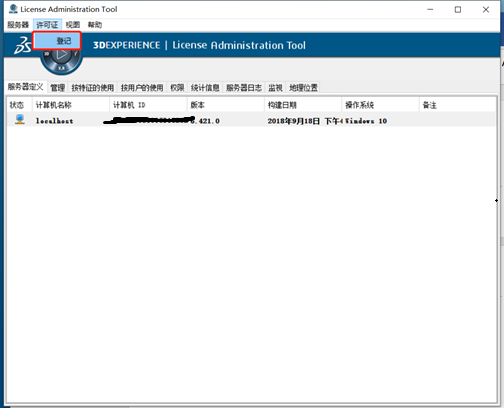 License Administration Tool
服务器 许可证 视图 帮助
登记
3DEXPERIENCE | License Administration Tool
服务器定义 管理 按特征的使用 按用户的使用 权限 统计信息 服务器日志 监视 地理位置
状态 计算机名称 计算机 ID 版本 构建日期 操作系统 备注
localhost .421.0 2018年9月18日 下午4 Windows 10